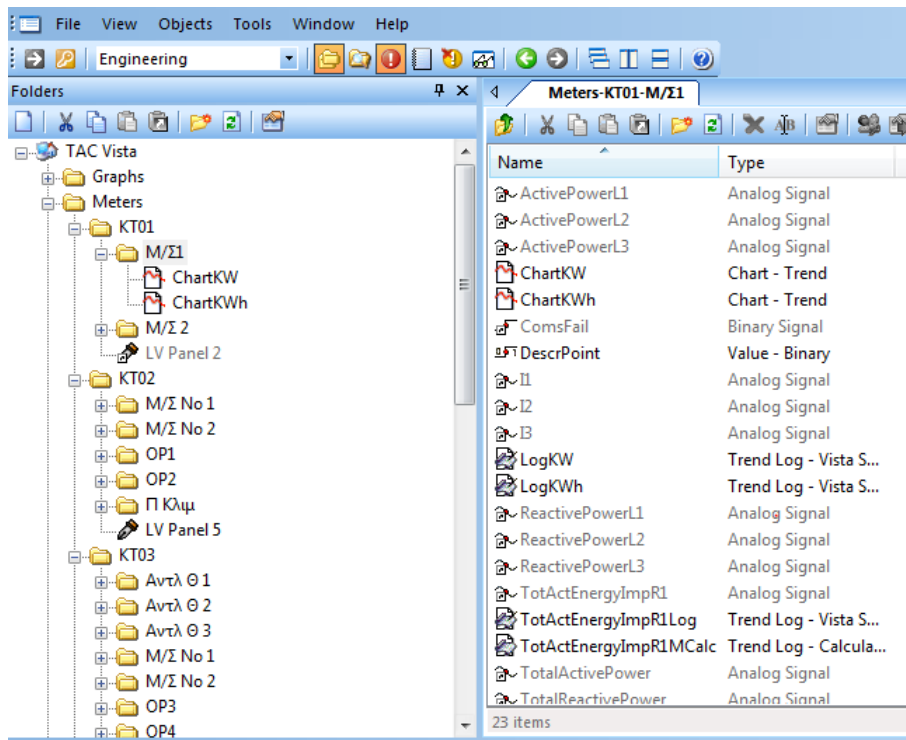 File View Objects Tools Window Help
Engineering
Folders
Meters-KT01-Μ/Σ1
TAC Vista
Graphs
Meters
KT01
Μ/Σ1
ChartKW
ChartKWh
Μ/Σ 2
LV Panel 2
KT02
Μ/Σ No 1
Μ/Σ No 2
OP1
OP2
Π Κλιμ
LV Panel 5
KT03
Αντλ Θ 1
Αντλ Θ 2
Αντλ Θ 3
Μ/Σ No 1
Μ/Σ No 2
OP3
OP4
Name Type
ActivePowerL1 Analog Signal
ActivePowerL2 Analog Signal
ActivePowerL3 Analog Signal
ChartKW Chart - Trend
ChartKWh Chart - Trend
ComsFail Binary Signal
DescrPoint Value - Binary
I1 Analog Signal
I2 Analog Signal
I3 Analog Signal
LogKW Trend Log - Vista S...
LogKWh Trend Log - Vista S...
ReactivePowerL1 Analog Signal
ReactivePowerL2 Analog Signal
ReactivePowerL3 Analog Signal
TotActEnergyImpR1 Analog Signal
TotActEnergyImpR1Log Trend Log - Vista S...
TotActEnergyImpR1MCalc Trend Log - Calcula...
TotalActivePower Analog Signal
TotalReactivePower Analog Signal
23 items